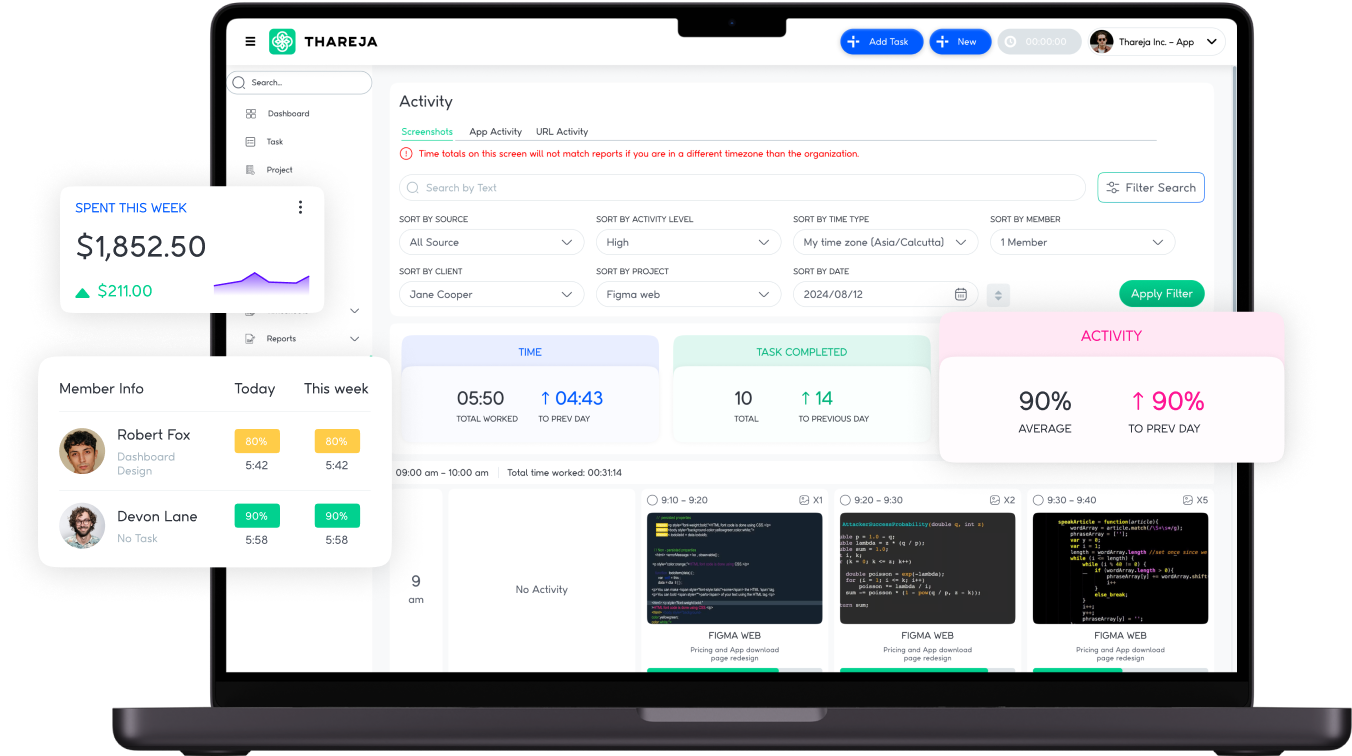 THAREJA
Add Task
New
00:00:00
Thareja Inc. – App
Search..
Dashboard
Task
Project
Reports
SPENT THIS WEEK
$1,852.50
$211.00
Member Info Today This week
Robert Fox
Dashboard
Design
80% 80%
5:42 5:42
Devon Lane
No Task
90% 90%
5:58 5:58
Activity
Screenshots App Activity URL Activity
Time totals on this screen will not match reports if you are in a different timezone than the organization.
Search by Text
Filter Search
SORT BY SOURCE SORT BY ACTIVITY LEVEL SORT BY TIME TYPE SORT BY MEMBER
All Source High My time zone (Asia/Calcutta) 1 Member
SORT BY CLIENT SORT BY PROJECT SORT BY DATE
Jane Cooper Figma web 2024/08/12
Apply Filter
TIME
05:50 ↑ 04:43
TOTAL WORKED TO PREV DAY
TASK COMPLETED
10 ↑ 14
TOTAL TO PREVIOUS DAY
ACTIVITY
90% ↑ 90%
AVERAGE TO PREV DAY
09:00 am – 10:00 am Total time worked: 00:31:14
9
am
No Activity
9:10 – 9:20 X1
FIGMA WEB
Pricing and App download
page redesign
9:20 – 9:30 X2
AttackerSuccessProbability(double q, int z)
double p = 1.0 - q;
double lambda = z * (q / p);
double sum = 1.0;
k;
k <= z; k++)
double poisson = exp(-lambda);
for (i = 1; i <= k; i++)
poisson *= lambda / i;
sum -= poisson * (1 - pow(q / p, z - k));
sum;
FIGMA WEB
Pricing and App download
page redesign
9:30 – 9:40 X5
speakArticle = function(article){
wordArray = article.match(/\S+\s*/g);
phraseArray = [''];
var y = 0;
var i = 1;
length = wordArray.length //set once since we
while (i <= length) {
while (i % 40 != 0) {
if (wordArray.length > 0){
phraseArray[y] += wordArray.shift
i++
}
else_break;
}
i++;
y++;
phraseArray[y] = '';
FIGMA WEB
Pricing and App download
page redesign